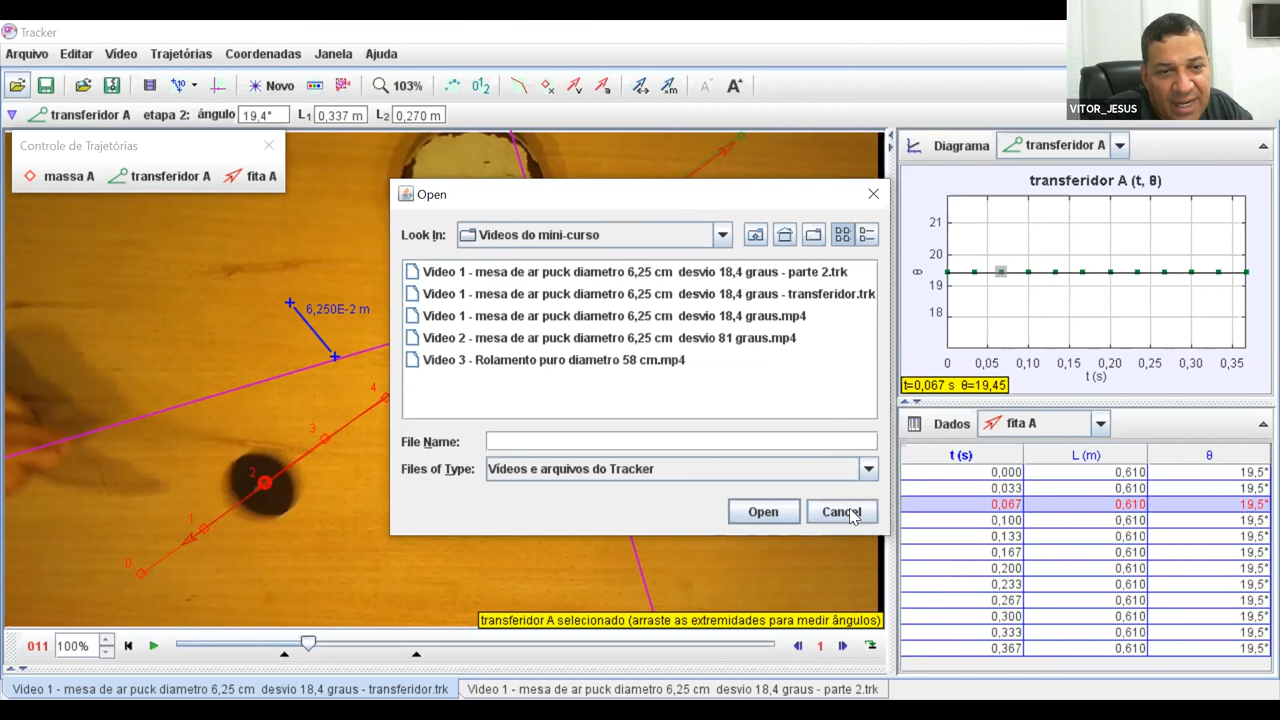 Tracker
VITOR_JESUS
Arquivo Editar Vídeo Trajetórias Coordenadas Janela Ajuda
Novo 103%
transferidor A etapa 2: ângulo 19,4° L1 0,337 m L2 0,270 m
Controle de Trajetórias
massa A transferidor A fita A
6,250E-2 m
0
1
2
3
4
Open
Look In: Videos do mini-curso
Video 1 - mesa de ar puck diametro 6,25 cm desvio 18,4 graus - parte 2.trk
Video 1 - mesa de ar puck diametro 6,25 cm desvio 18,4 graus - transferidor.trk
Video 1 - mesa de ar puck diametro 6,25 cm desvio 18,4 graus.mp4
Video 2 - mesa de ar puck diametro 6,25 cm desvio 81 graus.mp4
Video 3 - Rolamento puro diametro 58 cm.mp4
File Name:
Files of Type: Vídeos e arquivos do Tracker
Open Cancel
transferidor A selecionado (arraste as extremidades para medir ângulos)
Diagrama transferidor A
transferidor A (t, θ)
θ
21
20
19
18
0 0,05 0,10 0,15 0,20 0,25 0,30 0,35
t (s)
t=0,067 s θ=19,45
Dados fita A
t (s) L (m) θ
0,000 0,610 19,5°
0,033 0,610 19,5°
0,067 0,610 19,5°
0,100 0,610 19,5°
0,133 0,610 19,5°
0,167 0,610 19,5°
0,200 0,610 19,5°
0,233 0,610 19,5°
0,267 0,610 19,5°
0,300 0,610 19,5°
0,333 0,610 19,5°
0,367 0,610 19,5°
011 100% 1
Video 1 - mesa de ar puck diametro 6,25 cm desvio 18,4 graus - transferidor.trk
Video 1 - mesa de ar puck diametro 6,25 cm desvio 18,4 graus - parte 2.trk